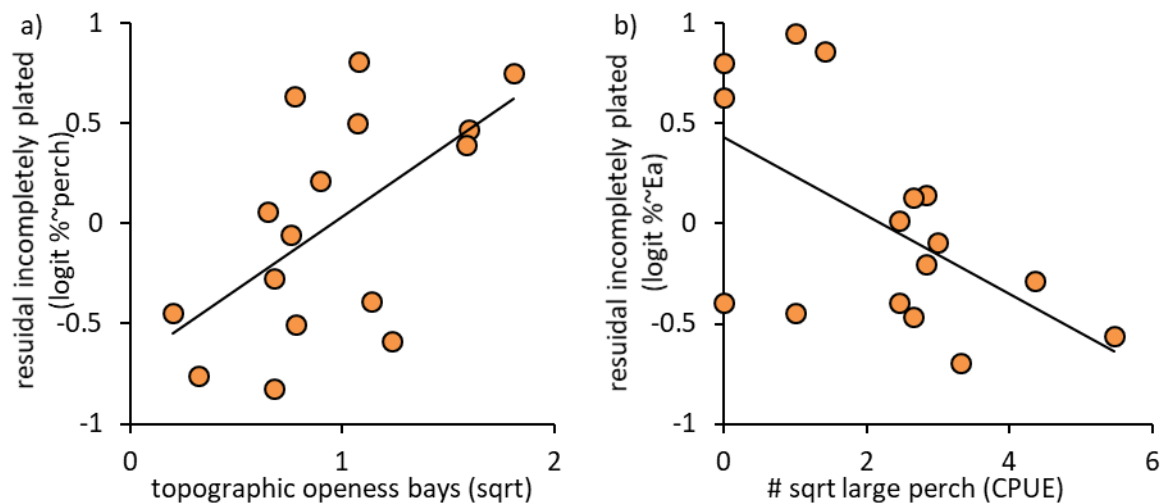 a)
resuidal incompletely plated
(logit %~perch)
1
0.5
0
-0.5
-1
0
1
2
topographic openess bays (sqrt)
b)
resuidal incompletely plated
(logit %~Ea)
1
0.5
0
-0.5
-1
0
2
4
6
# sqrt large perch (CPUE)